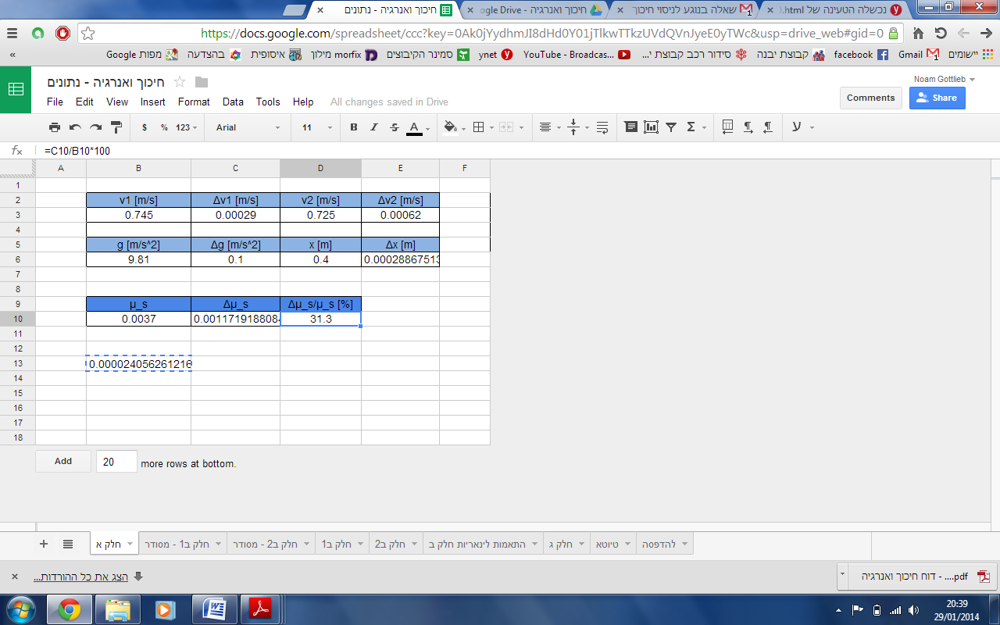 חיכוך ואנרגיה - נתונים
חיכוך ואנרגיה - ogle Drive
שאלה בנוגע לניסוי חיכוך
נכשלה הטעינה של html.
https://docs.google.com/spreadsheet/ccc?key=0Ak0jYydhmJI8dHd0Y01jTlkwTTkzUVdQVnJyeE0yTWc&usp=drive_web#gid=0
יישומים
Gmail
facebook
קבוצת יבנה
סידור רכב קבוצת י...
YouTube - Broadcas...
ynet
סמינר הקיבוצים
morfix מילון
איסופית
בהצדעה
מפות Google
«
חיכוך ואנרגיה - נתונים
Noam Gottlieb
File Edit View Insert Format Data Tools Help All changes saved in Drive
Comments
Share
$ % 123 Arial 11 B I S A Σ ע
fx =C10/B10*100
A B C D E F
1
2 v1 [m/s] Δv1 [m/s] v2 [m/s] Δv2 [m/s]
3 0.745 0.00029 0.725 0.00062
4
5 g [m/s^2] Δg [m/s^2] x [m] Δx [m]
6 9.81 0.1 0.4 0.00028867513
7
8
9 μ_s Δμ_s Δμ_s/μ_s [%]
10 0.0037 0.0011719188084 31.3
11
12
13 0.000024056261216
14
15
16
17
18
Add 20 more rows at bottom.
חלק א
חלק ב1 - מסודר
חלק ב2 - מסודר
חלק ב1
חלק ב2
התאמות לינאריות חלק ב
חלק ג
טיוטא
להדפסה
הצג את כל ההורדות...
דוח חיכוך ואנרגיה - ....pdf
20:39
29/01/2014